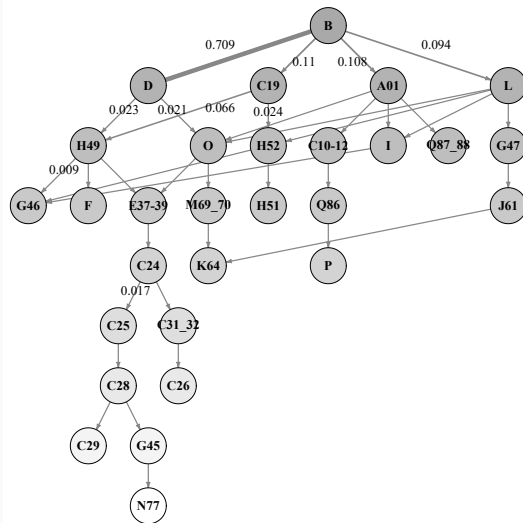 B
0.709
0.11
0.108
0.094
D
C19
A01
L
0.023
0.021
0.066
0.024
H49
O
H52
C10-12
I
Q87_88
G47
0.009
G46
F
E37-39
M69_70
H51
Q86
J61
C24
K64
P
0.017
C25
C31_32
C28
C26
C29
G45
N77